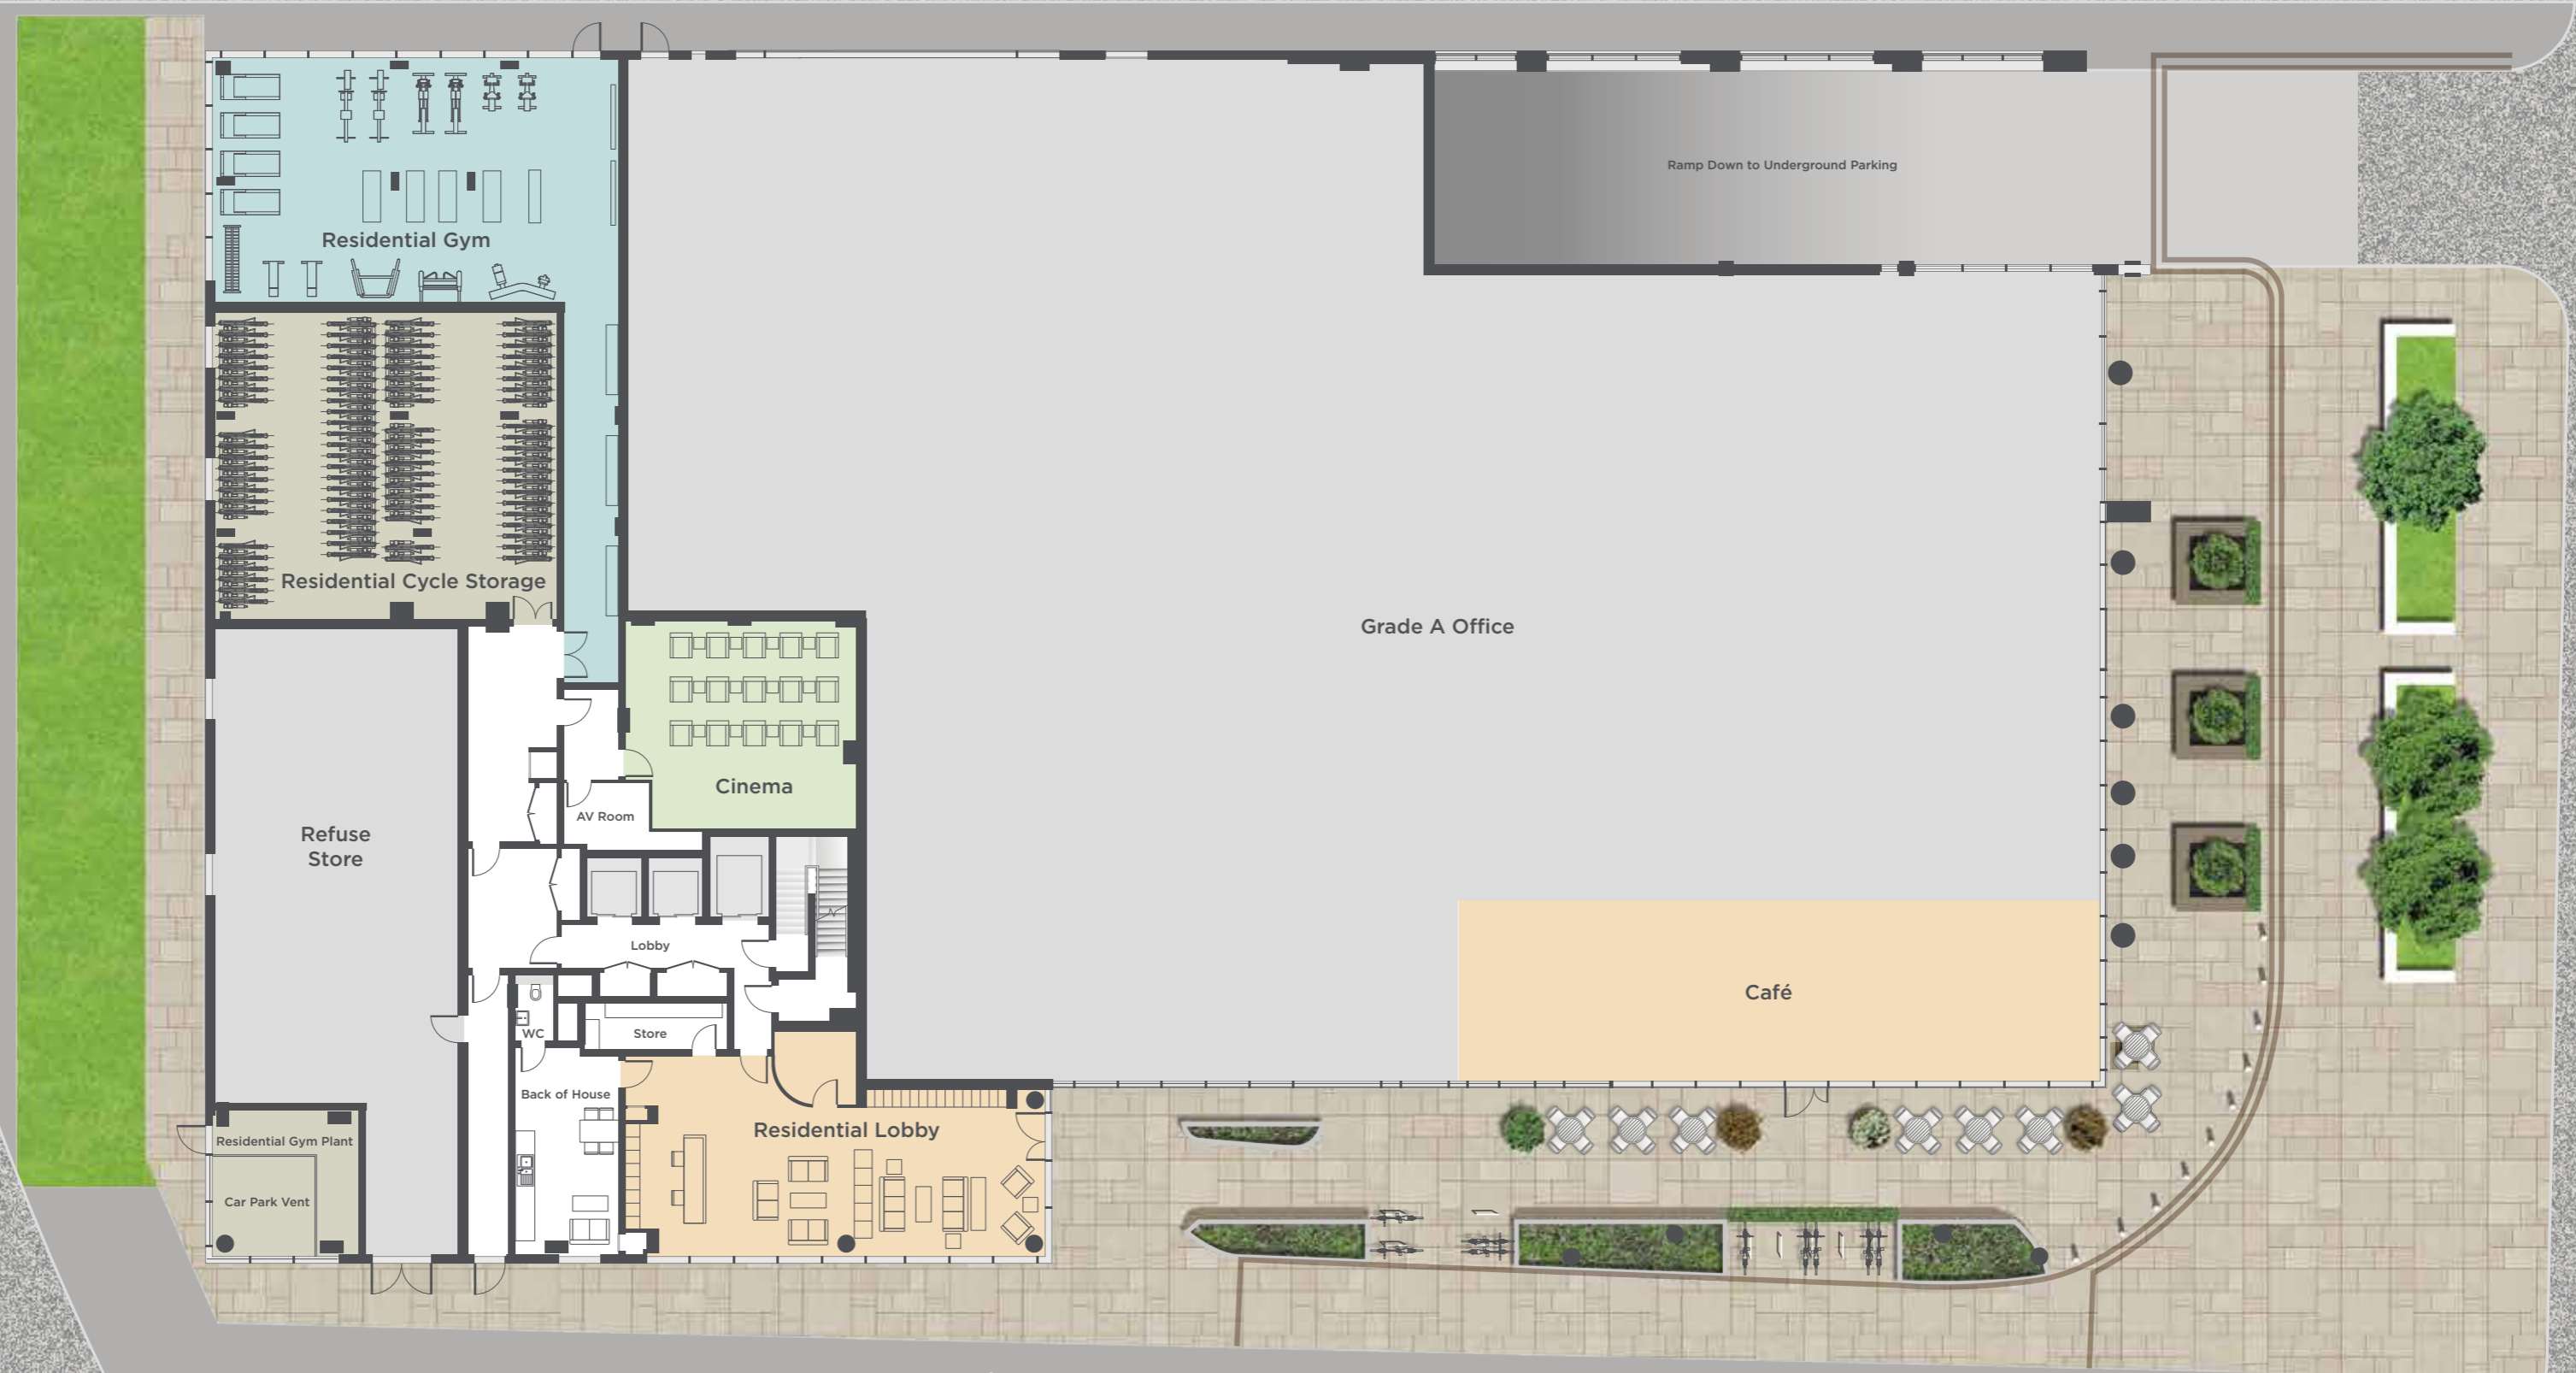 Ramp Down to Underground Parking
Residential Gym
Residential Cycle Storage
Grade A Office
Cinema
AV Room
Refuse
Store
Lobby
Café
WC
Store
Back of House
Residential Lobby
Residential Gym Plant
Car Park Vent